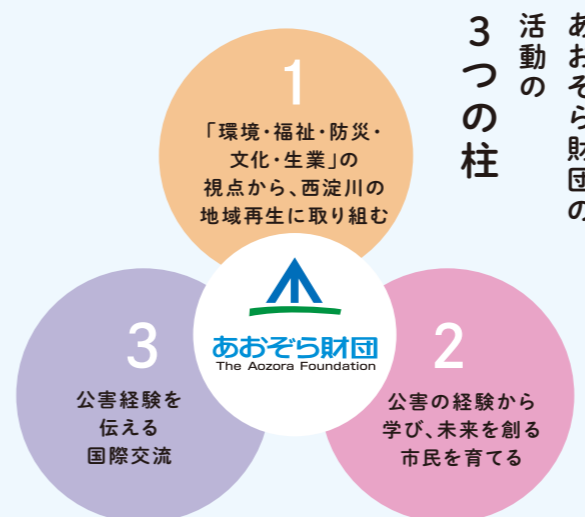 あおぞら財団の
活動の
3つの柱
1
「環境・福祉・防災・
文化・生業」の
視点から、西淀川の
地域再生に取り組む
あおぞら財団
The Aozora Foundation
2
公害の経験から
学び、未来を創る
市民を育てる
3
公害経験を
伝える
国際交流